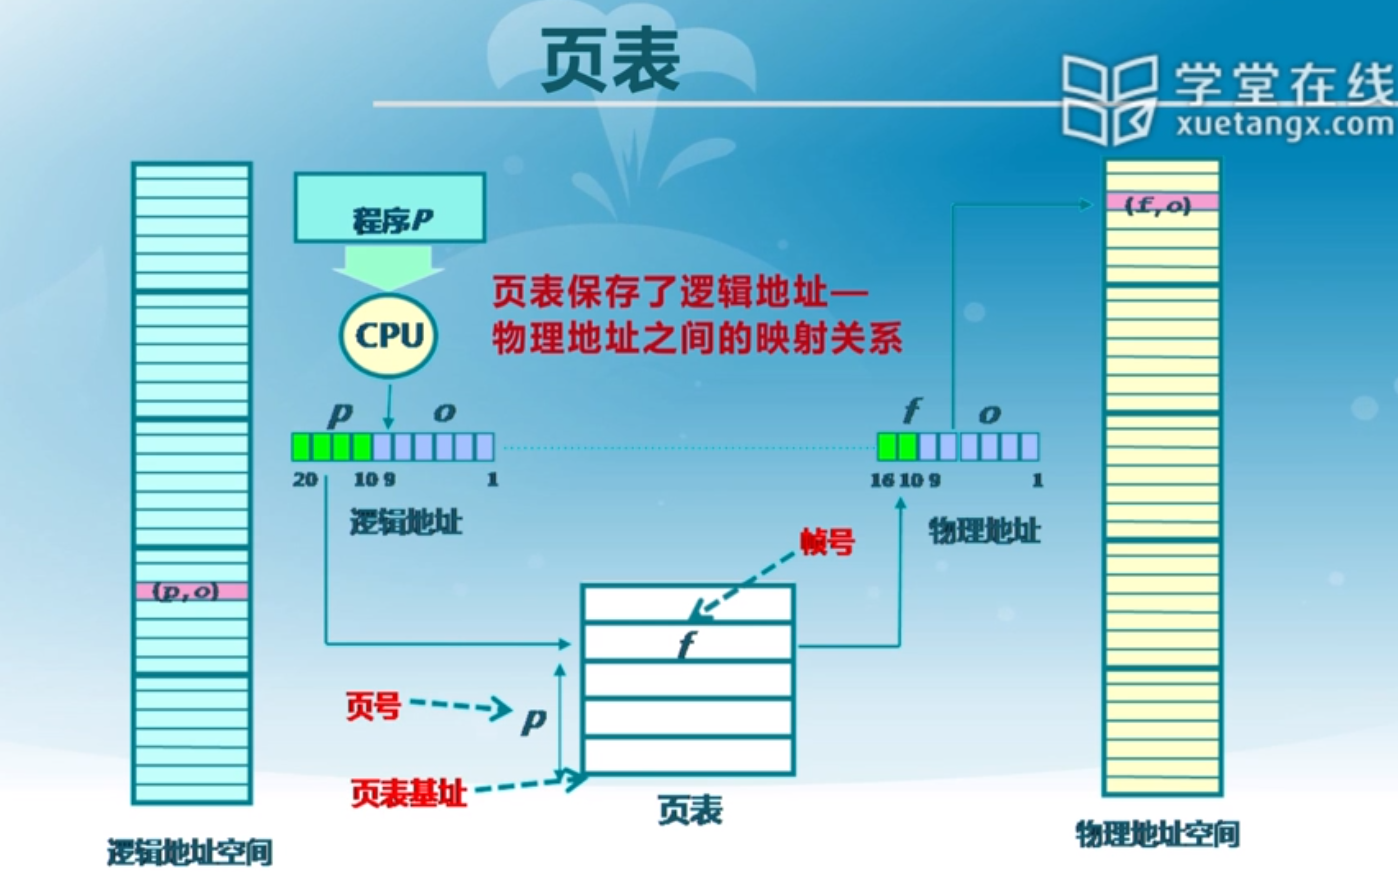 页表
学堂在线
xuetangx.com
程序P
CPU
页表保存了逻辑地址—
物理地址之间的映射关系
p o
20 10 9 1
逻辑地址
f o
16 10 9 1
物理地址
(f,o)
(p,o)
帧号
f
页号
p
页表基址
页表
逻辑地址空间
物理地址空间